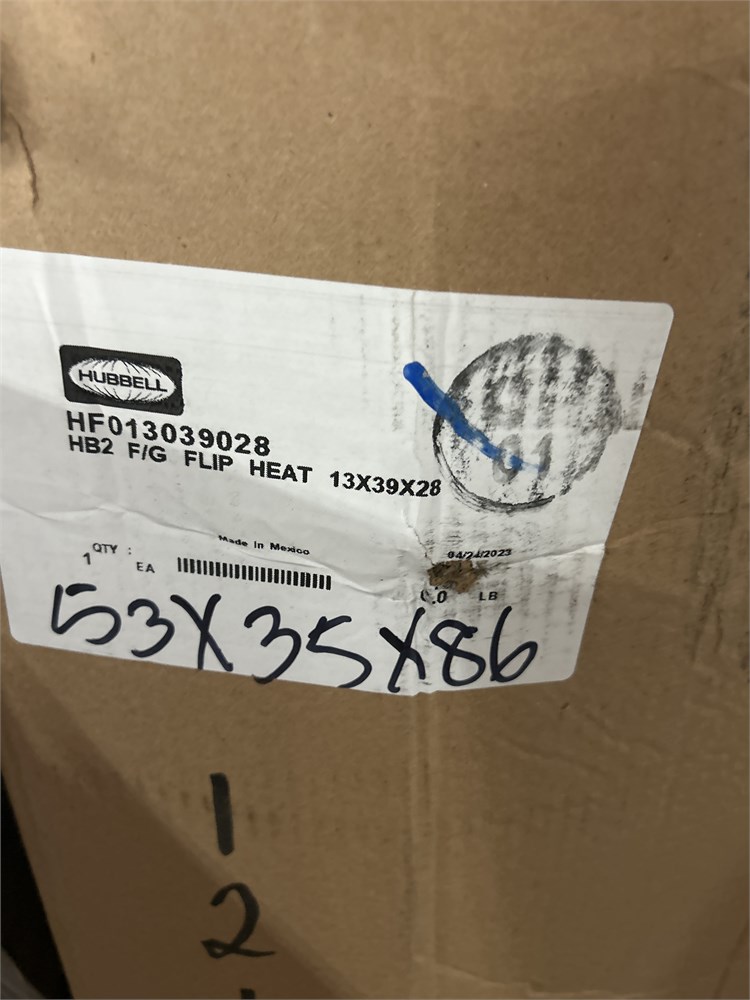 HUBBELL
HF013039028
HB2 F/G FLIP HEAT 13X39X28
01
Made in Mexico
04/24/2023
QTY :
1 EA
LB
53X35X86
1
2